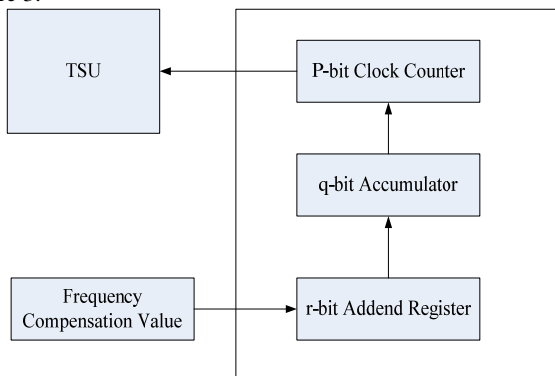 TSU
P-bit Clock Counter
q-bit Accumulator
Frequency
Compensation Value
r-bit Addend Register